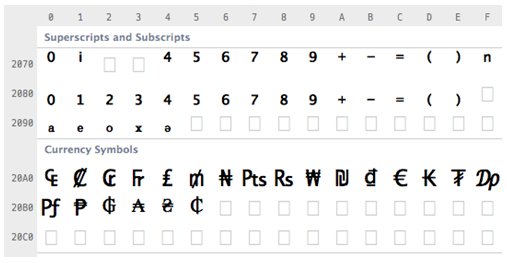 0 1 2 3 4 5 6 7 8 9 A B C D E F
Superscripts and Subscripts
2070 0 i 4 5 6 7 8 9 + − = ( ) n
2080 0 1 2 3 4 5 6 7 8 9 + − = ( )
2090 a e o x ə
Currency Symbols
20A0 ₠ ₡ ₢ ₣ ₤ ₥ ₦ ₧ ₨ ₩ ₪ ₫ € ₭ ₮ ₯
20B0 ₰ ₱ ₲ ₳ ₴ ₵
20C0